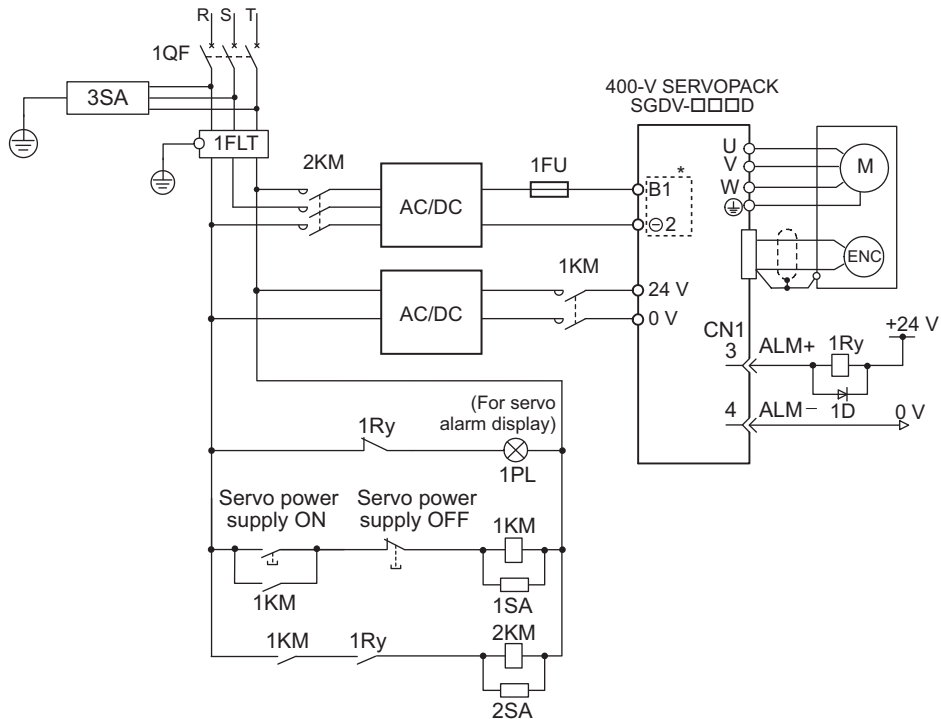 R S T
1QF
3SA
1FLT
400-V SERVOPACK
SGDV-□□□D
2KM
AC/DC
1FU
B1
*
⊖2
U
V
W
M
ENC
AC/DC
1KM
24 V
0 V
CN1
3 ALM+
1Ry
+24 V
1D
4 ALM−
0 V
(For servo
alarm display)
1Ry
1PL
Servo power
supply ON
Servo power
supply OFF
1KM
1KM
1SA
1KM
1Ry
2KM
2SA